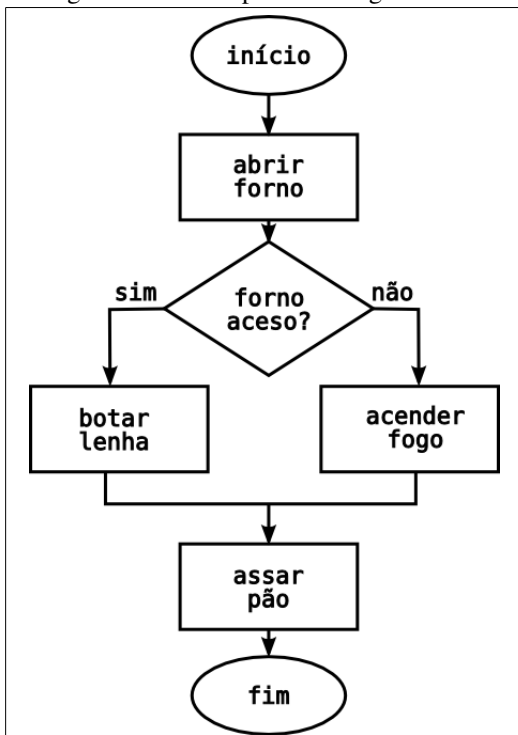 início
abrir
forno
sim
forno
aceso?
não
botar
lenha
acender
fogo
assar
pão
fim